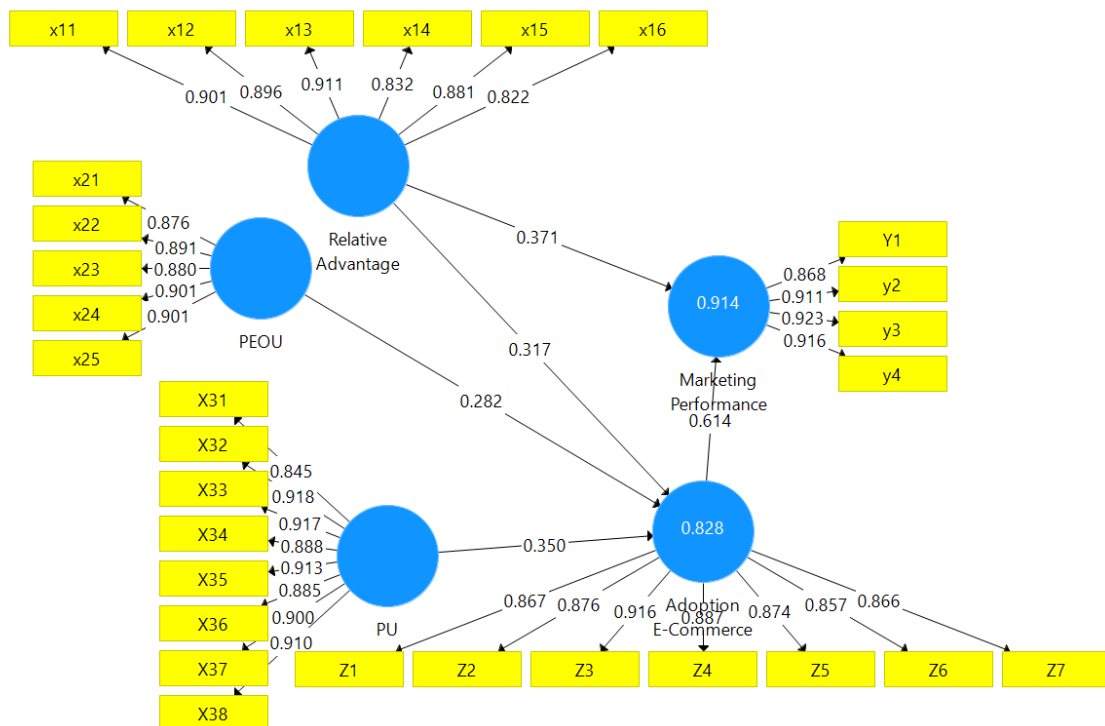 x11
x12
x13
x14
x15
x16
0.901
0.896
0.911
0.832
0.881
0.822
x21
x22
x23
x24
x25
0.876
0.891
0.880
0.901
0.901
Relative
Advantage
PEOU
0.371
0.317
0.282
0.914
Marketing
Performance
Y1
y2
y3
y4
0.868
0.911
0.923
0.916
0.614
X31
X32
X33
X34
X35
X36
X37
X38
0.845
0.918
0.917
0.888
0.913
0.885
0.900
0.910
PU
0.350
0.828
Adoption
E-Commerce
0.867
0.876
0.916
0.887
0.874
0.857
0.866
Z1
Z2
Z3
Z4
Z5
Z6
Z7